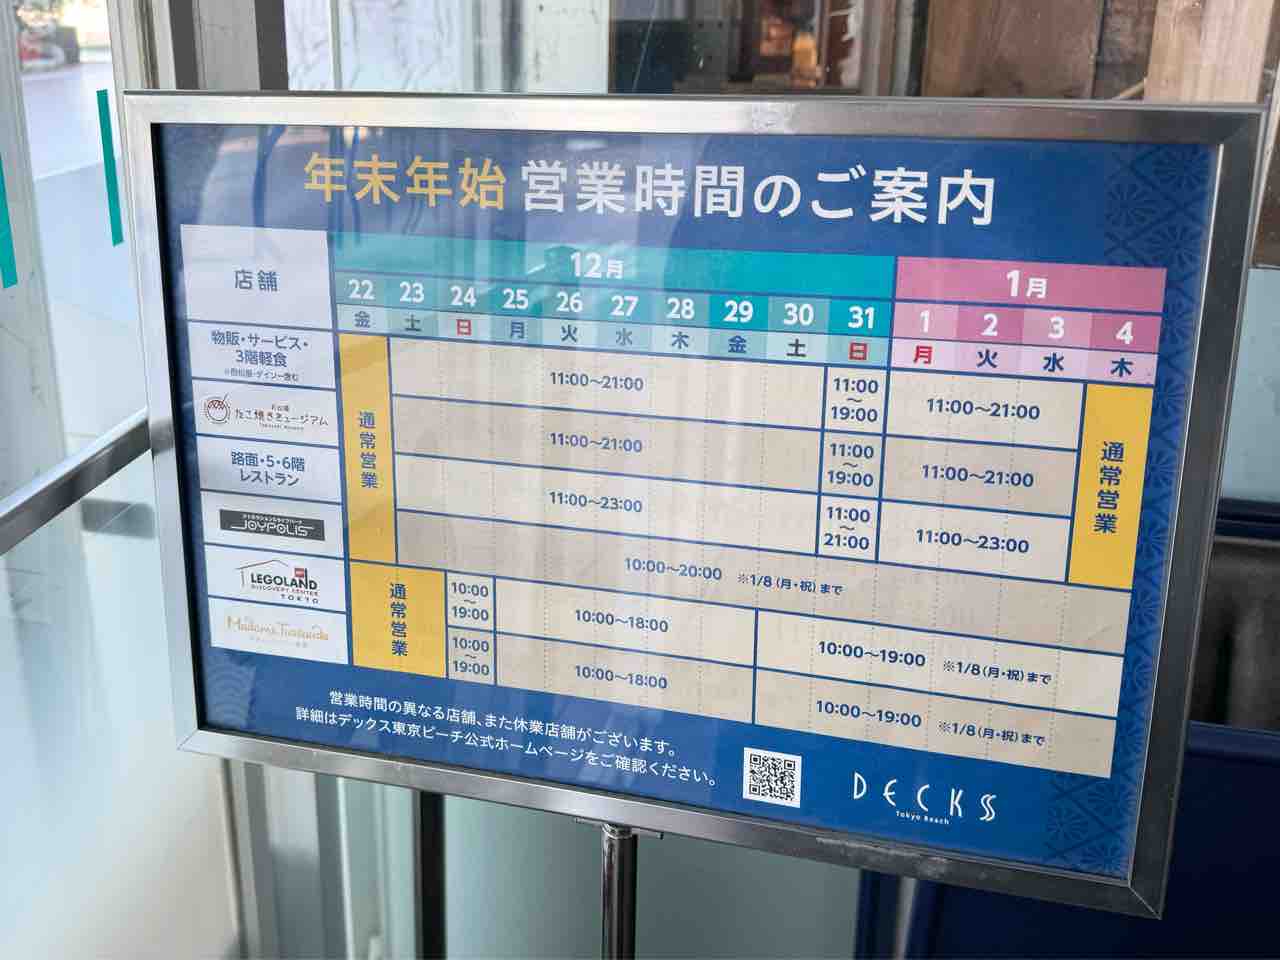 年末年始 営業時間のご案内
店舗
12月
1月
22 23 24 25 26 27 28 29 30 31 1 2 3 4
金 土 日 月 火 水 木 金 土 日 月 火 水 木
物販・サービス・
3階軽食
通常営業
11:00～21:00
11:00～19:00
11:00～21:00
通常営業
たこ焼きミュージアム
11:00～21:00
11:00～19:00
11:00～21:00
路面・5・6階
レストラン
11:00～23:00
11:00～21:00
11:00～23:00
JOYPOLIS
10:00～20:00 ※1/8（月・祝）まで
LEGOLAND
DISCOVERY CENTER
TOKYO
通常営業
10:00～19:00
10:00～18:00
10:00～19:00 ※1/8（月・祝）まで
Madame Tussauds
10:00～19:00
10:00～18:00
10:00～19:00 ※1/8（月・祝）まで
営業時間の異なる店舗、また休業店舗がございます。
詳細はデックス東京ビーチ公式ホームページをご確認ください。
DECKS
Tokyo Beach